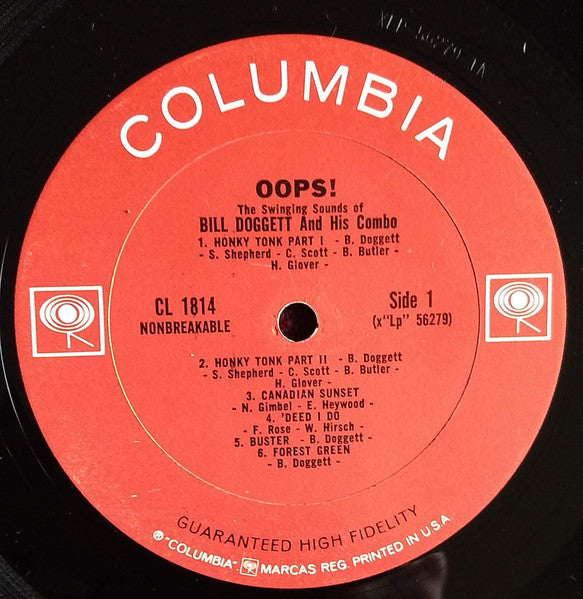 XLP 56279 1A
COLUMBIA
OOPS!
The Swinging Sounds of
BILL DOGGETT And His Combo
1. HONKY TONK PART I - B. Doggett
- S. Shepherd - C. Scott - B. Butler -
H. Glover -
CL 1814
NONBREAKABLE
Side 1
(x"Lp" 56279)
2. HONKY TONK PART II - B. Doggett
- S. Shepherd - C. Scott - B. Butler -
H. Glover -
3. CANADIAN SUNSET
- N. Gimbel - E. Heywood -
4. 'DEED I DO
- F. Rose - W. Hirsch -
5. BUSTER - B. Doggett -
6. FOREST GREEN
- B. Doggett -
GUARANTEED HIGH FIDELITY
℗"COLUMBIA" MARCAS REG. PRINTED IN U.S.A.